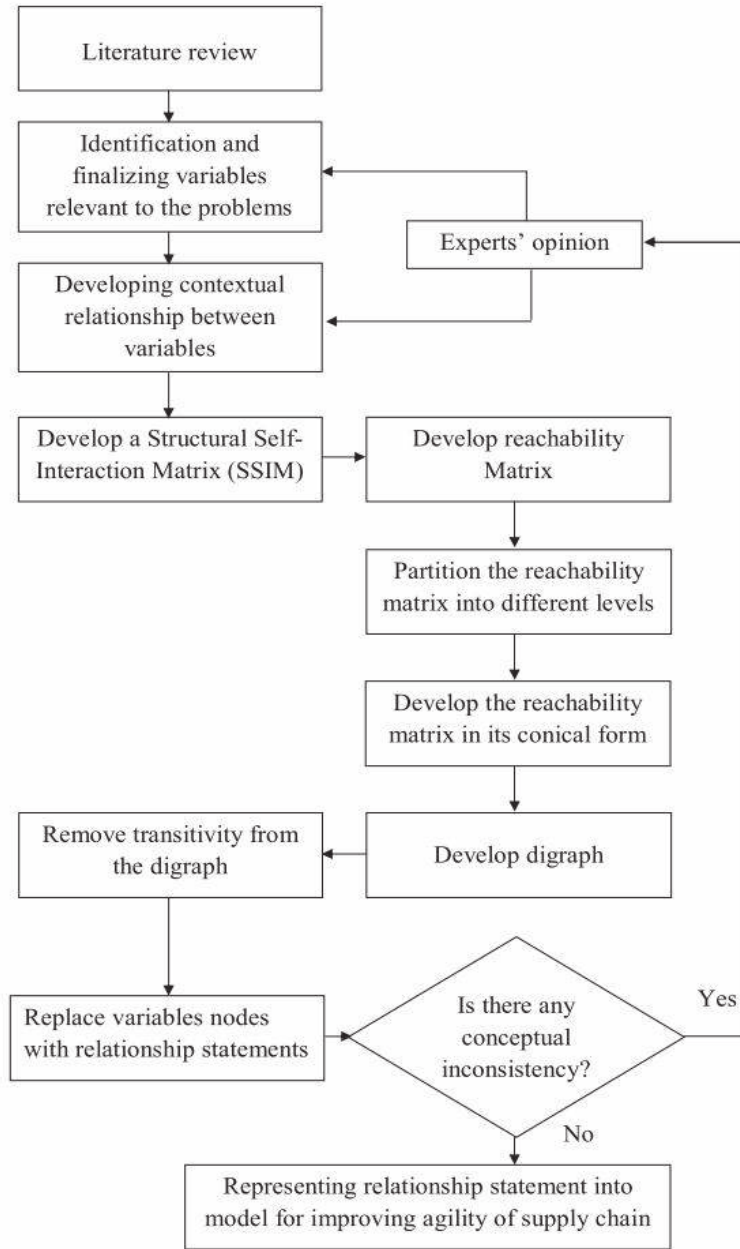 Literature review
Identification and
finalizing variables
relevant to the problems
Experts’ opinion
Developing contextual
relationship between
variables
Develop a Structural Self-
Interaction Matrix (SSIM)
Develop reachability
Matrix
Partition the reachability
matrix into different levels
Develop the reachability
matrix in its conical form
Develop digraph
Remove transitivity from
the digraph
Replace variables nodes
with relationship statements
Is there any
conceptual
inconsistency?
Yes
No
Representing relationship statement into
model for improving agility of supply chain